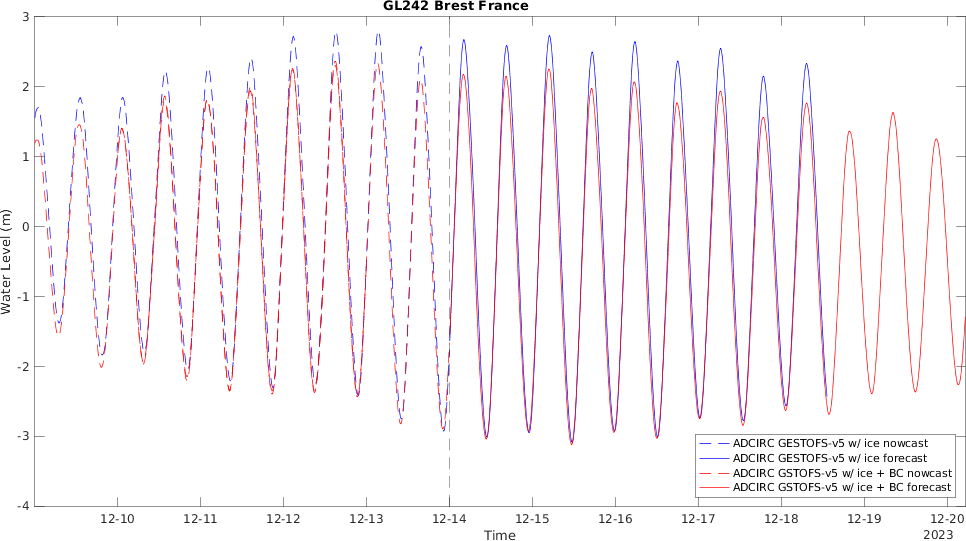 GL242 Brest France
Water Level (m)
3
2
1
0
-1
-2
-3
-4
ADCIRC GESTOFS-v5 w/ ice nowcast
ADCIRC GESTOFS-v5 w/ ice forecast
ADCIRC GSTOFS-v5 w/ ice + BC nowcast
ADCIRC GSTOFS-v5 w/ ice + BC forecast
12-10 12-11 12-12 12-13 12-14 12-15 12-16 12-17 12-18 12-19 12-20
Time
2023